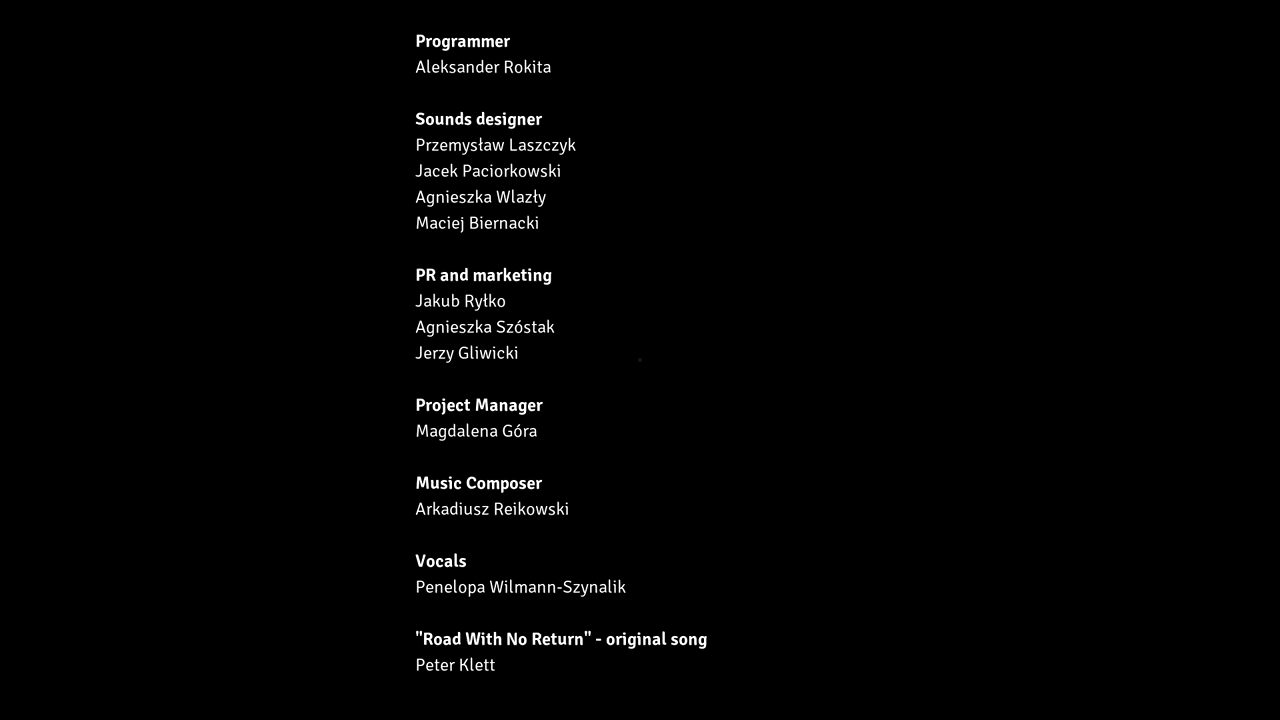 Programmer
Aleksander Rokita
Sounds designer
Przemysław Laszczyk
Jacek Paciorkowski
Agnieszka Wlazły
Maciej Biernacki
PR and marketing
Jakub Ryłko
Agnieszka Szóstak
Jerzy Gliwicki
Project Manager
Magdalena Góra
Music Composer
Arkadiusz Reikowski
Vocals
Penelopa Wilmann-Szynalik
"Road With No Return" - original song
Peter Klett